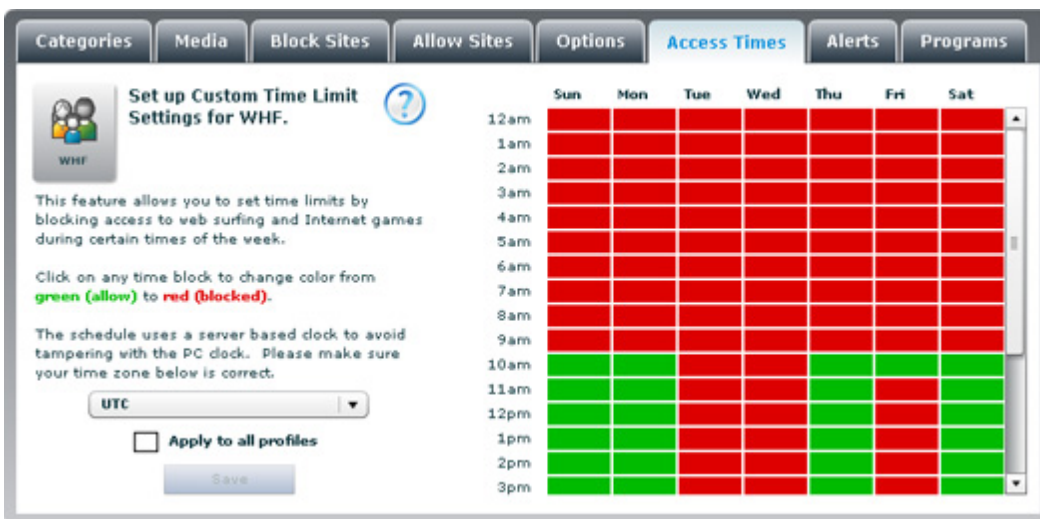 Categories Media Block Sites Allow Sites Options Access Times Alerts Programs
Set up Custom Time Limit
Settings for WHF.
?
WHF
This feature allows you to set time limits by
blocking access to web surfing and Internet games
during certain times of the week.
Click on any time block to change color from
green (allow) to red (blocked).
The schedule uses a server based clock to avoid
tampering with the PC clock. Please make sure
your time zone below is correct.
UTC
Apply to all profiles
Save
Sun Mon Tue Wed Thu Fri Sat
12am
1am
2am
3am
4am
5am
6am
7am
8am
9am
10am
11am
12pm
1pm
2pm
3pm